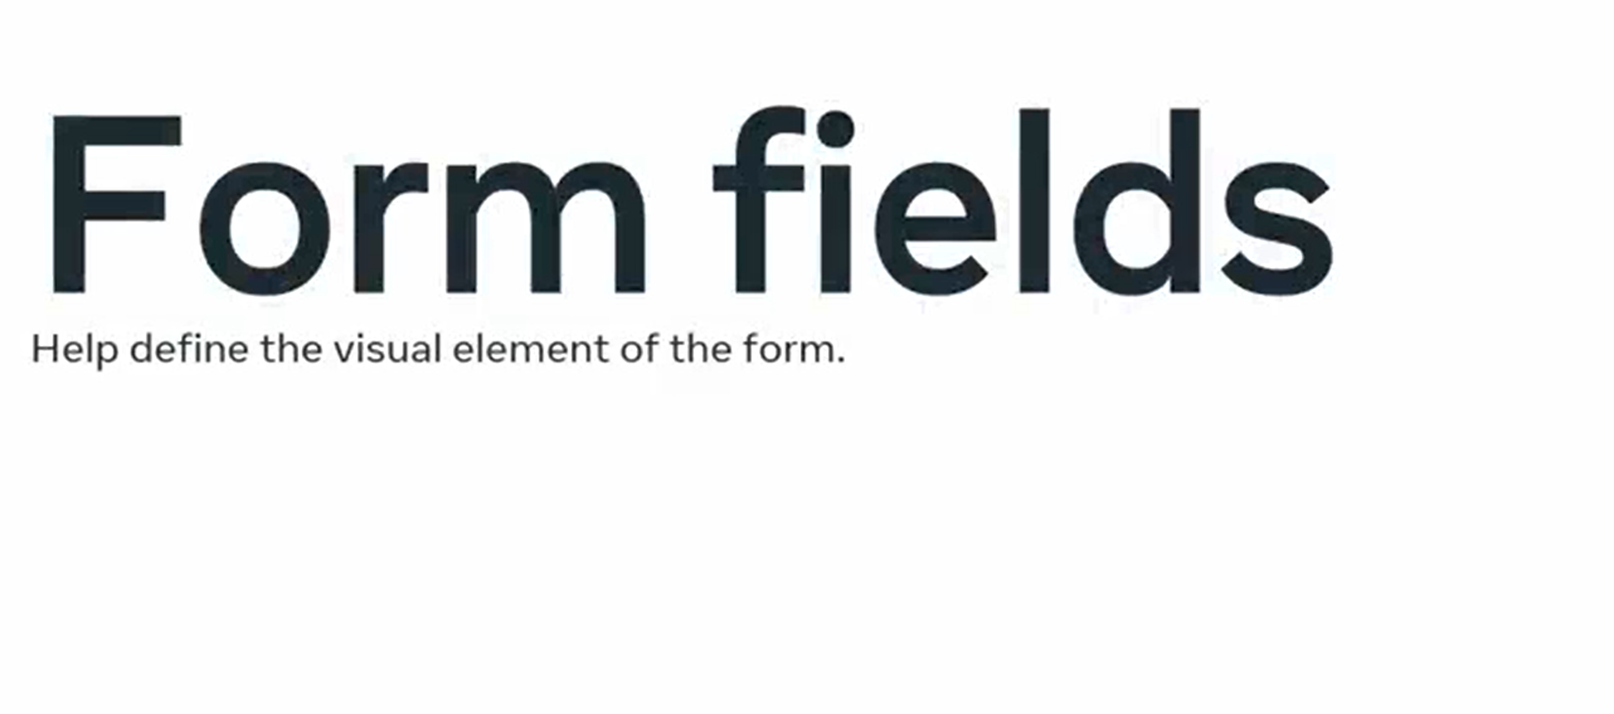 Form fields
Help define the visual element of the form.